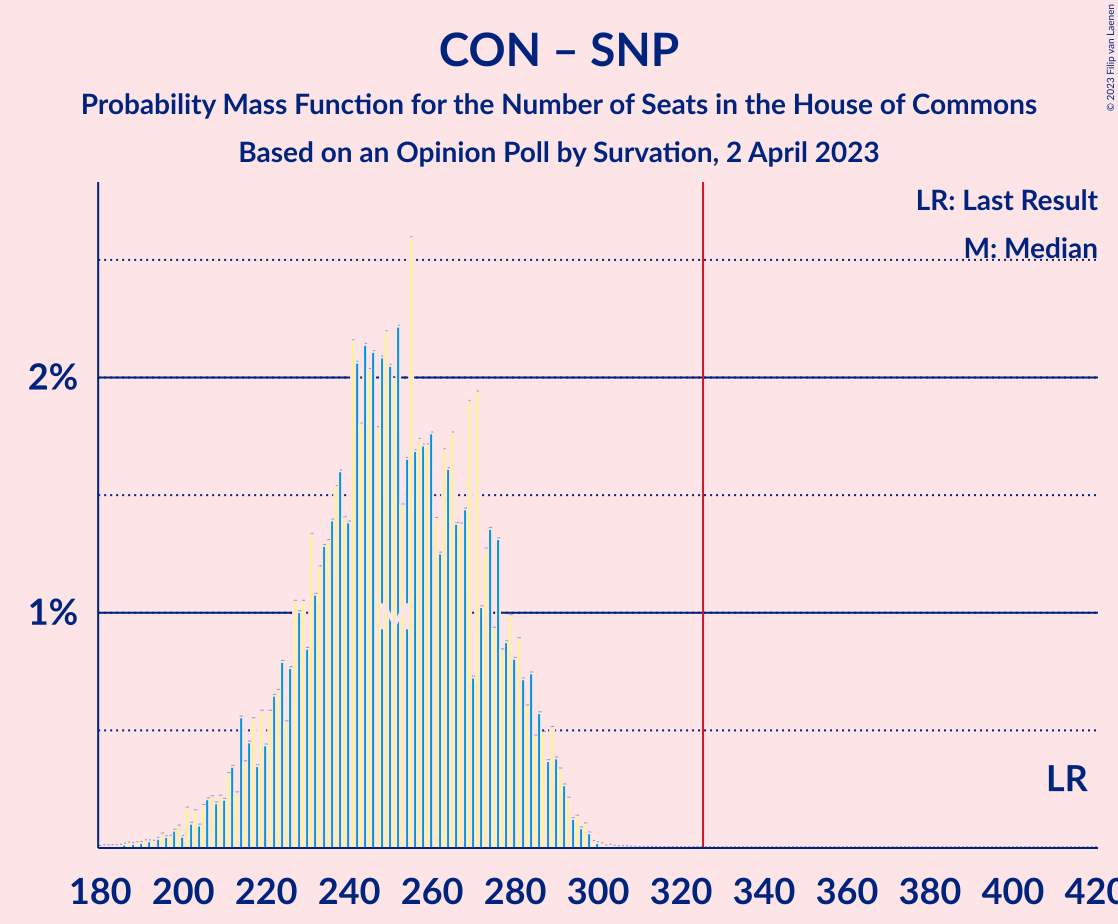 CON – SNP
Probability Mass Function for the Number of Seats in the House of Commons
Based on an Opinion Poll by Survation, 2 April 2023
© 2023 Filip van Laenen
LR: Last Result
M: Median
2%
1%
M
LR
180 200 220 240 260 280 300 320 340 360 380 400 420